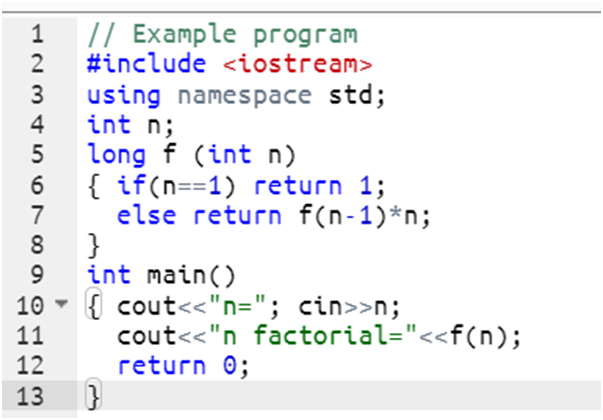 1 // Example program
2 #include <iostream>
3 using namespace std;
4 int n;
5 long f (int n)
6 { if(n==1) return 1;
7 else return f(n-1)*n;
8 }
9 int main()
10 { cout<<"n="; cin>>n;
11 cout<<"n factorial="<<f(n);
12 return 0;
13 }